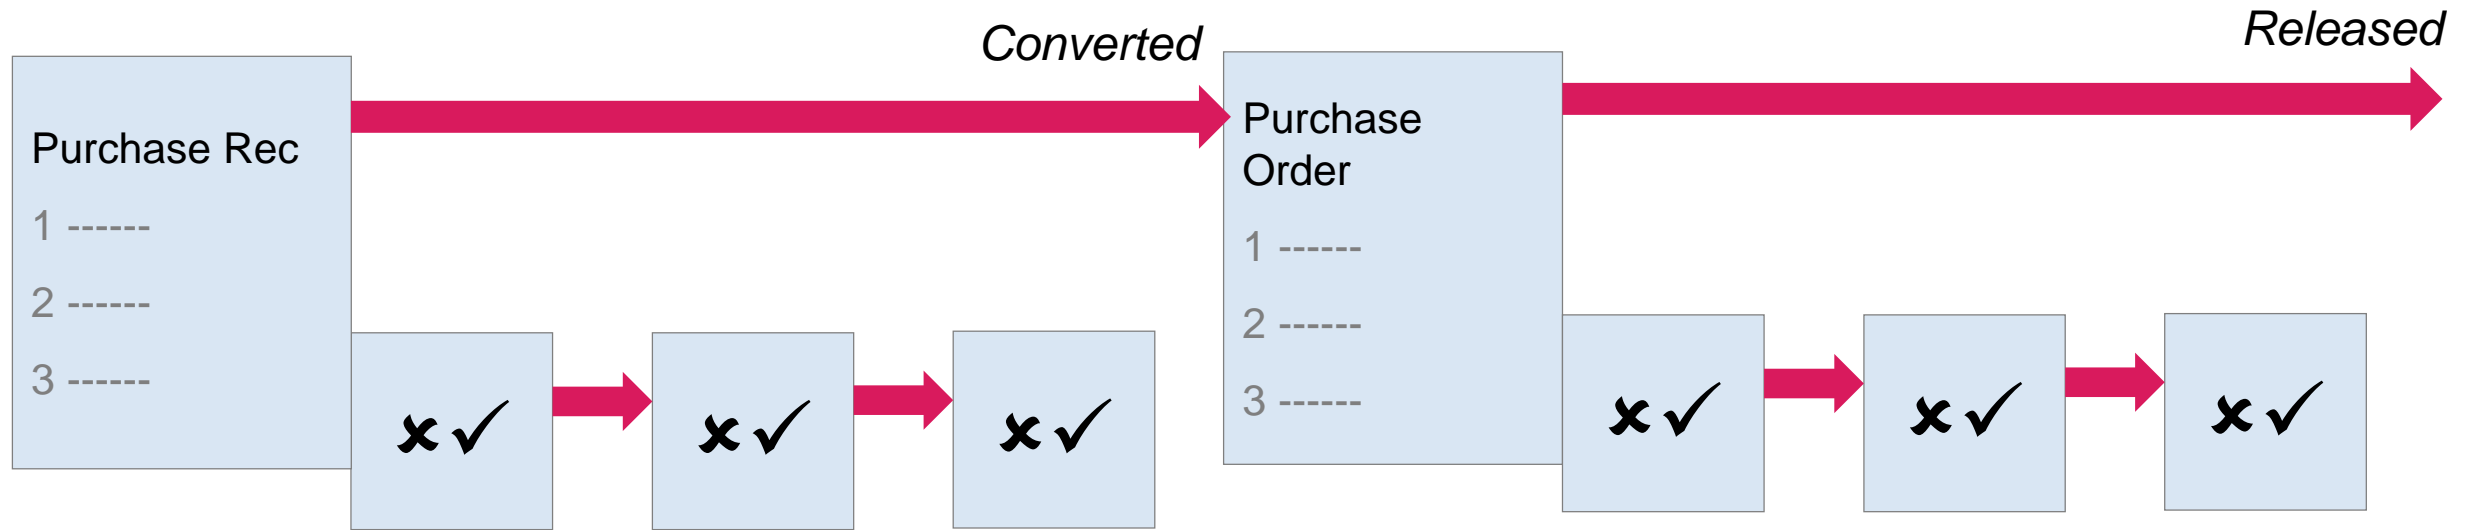 Converted
Released
Purchase Rec
1 ------
2 ------
3 ------
✘✓
✘✓
✘✓
Purchase
Order
1 ------
2 ------
3 ------
✘✓
✘✓
✘✓